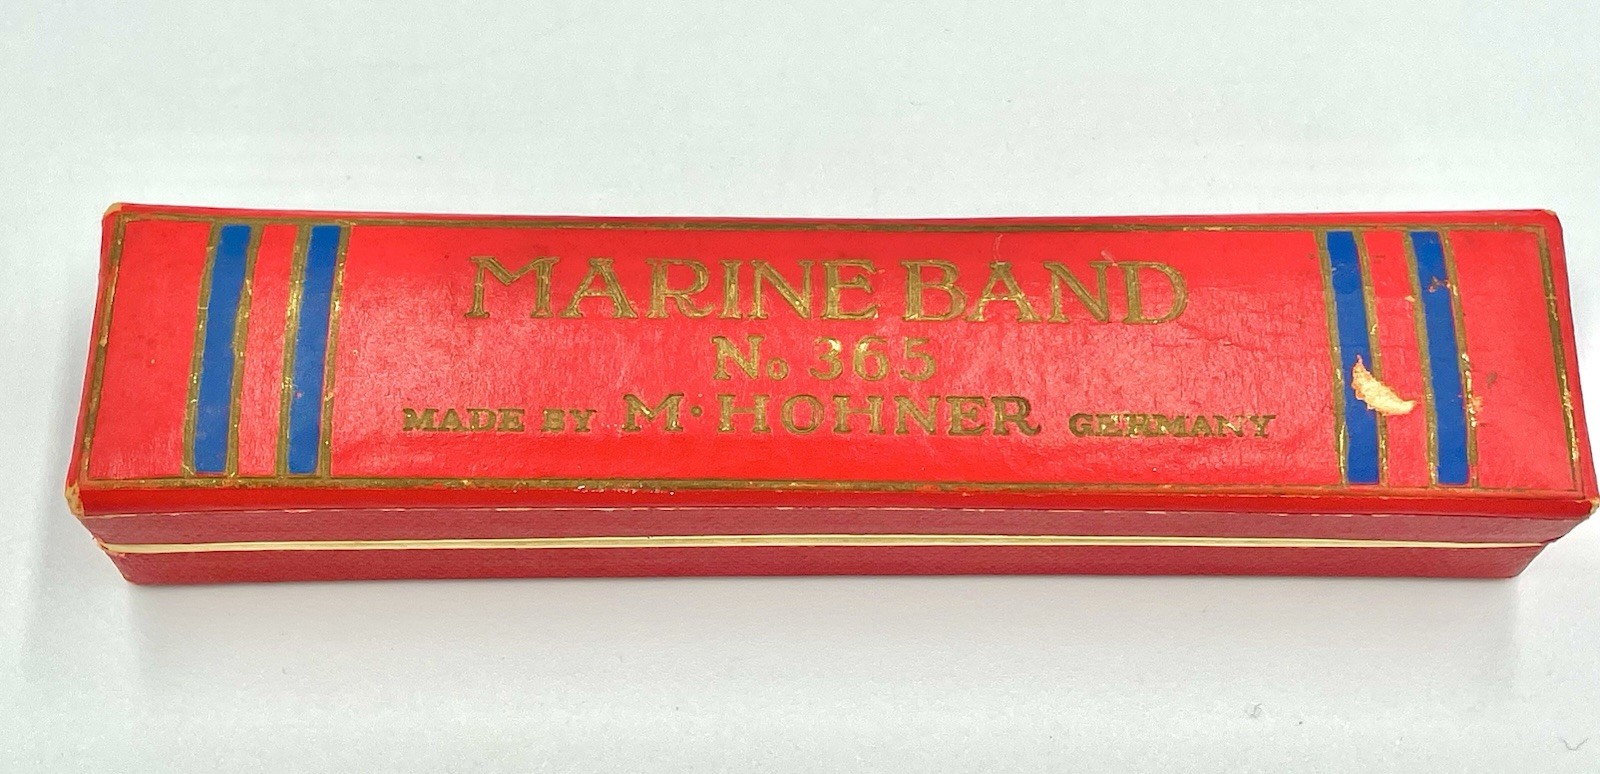 MARINE BAND
No 365
MADE BY M·HOHNER GERMANY